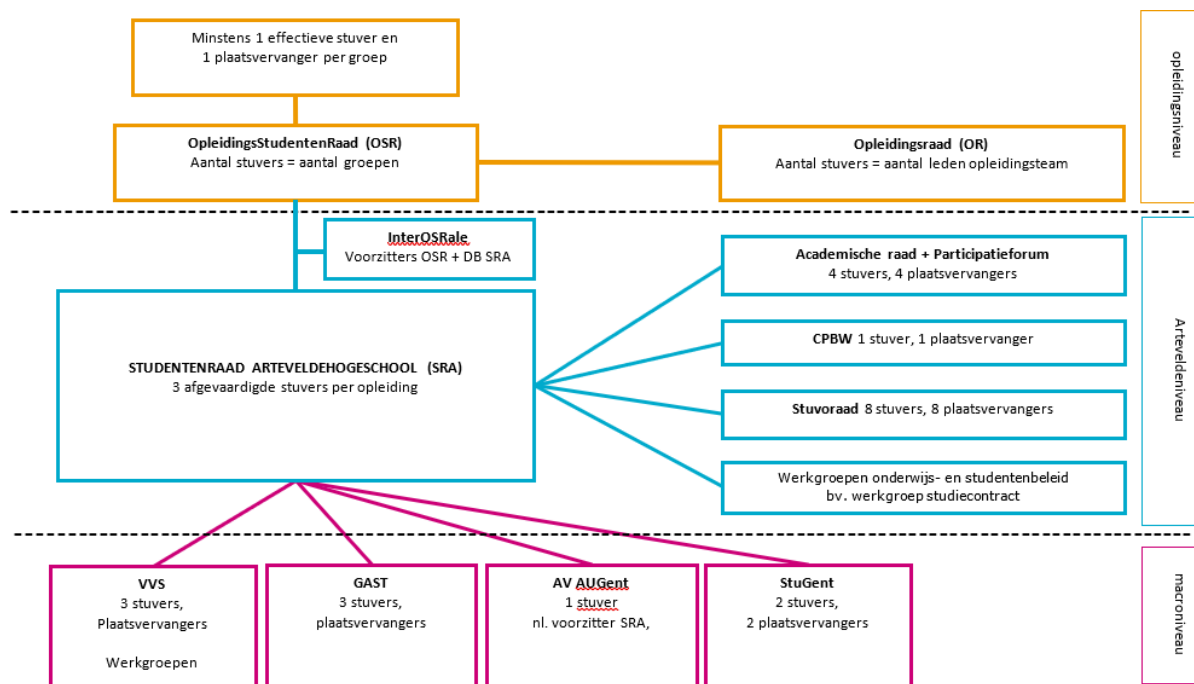 Minstens 1 effectieve stuver en
1 plaatsvanger per groep
OpleidingsStudentenRaad (OSR)
Aantal stuvers = aantal groepen
Opleidingsraad (OR)
Aantal stuvers = aantal leden opleidingsteam
opleidingsniveau
InterOSRale
Voorzitters OSR + DB SRA
STUDENTENRAAD ARTEVELDEHOGESCHOOL (SRA)
3 afgevaardigde stuvers per opleiding
Academische raad + Participatieforum
4 stuvers, 4 plaatsvervangers
CPBW 1 stuver, 1 plaatsvervanger
Stuvoraad 8 stuvers, 8 plaatsvervangers
Werkgroepen onderwijs- en studentenbeleid
bv. werkgroep studiecontract
Arteveldeniveau
VVS
3 stuvers,
Plaatsvervangers
Werkgroepen
GAST
3 stuvers,
plaatsvervangers
AV AUGent
1 stuver
nl. voorzitter SRA,
StuGent
2 stuvers,
2 plaatsvervangers
macroniveau